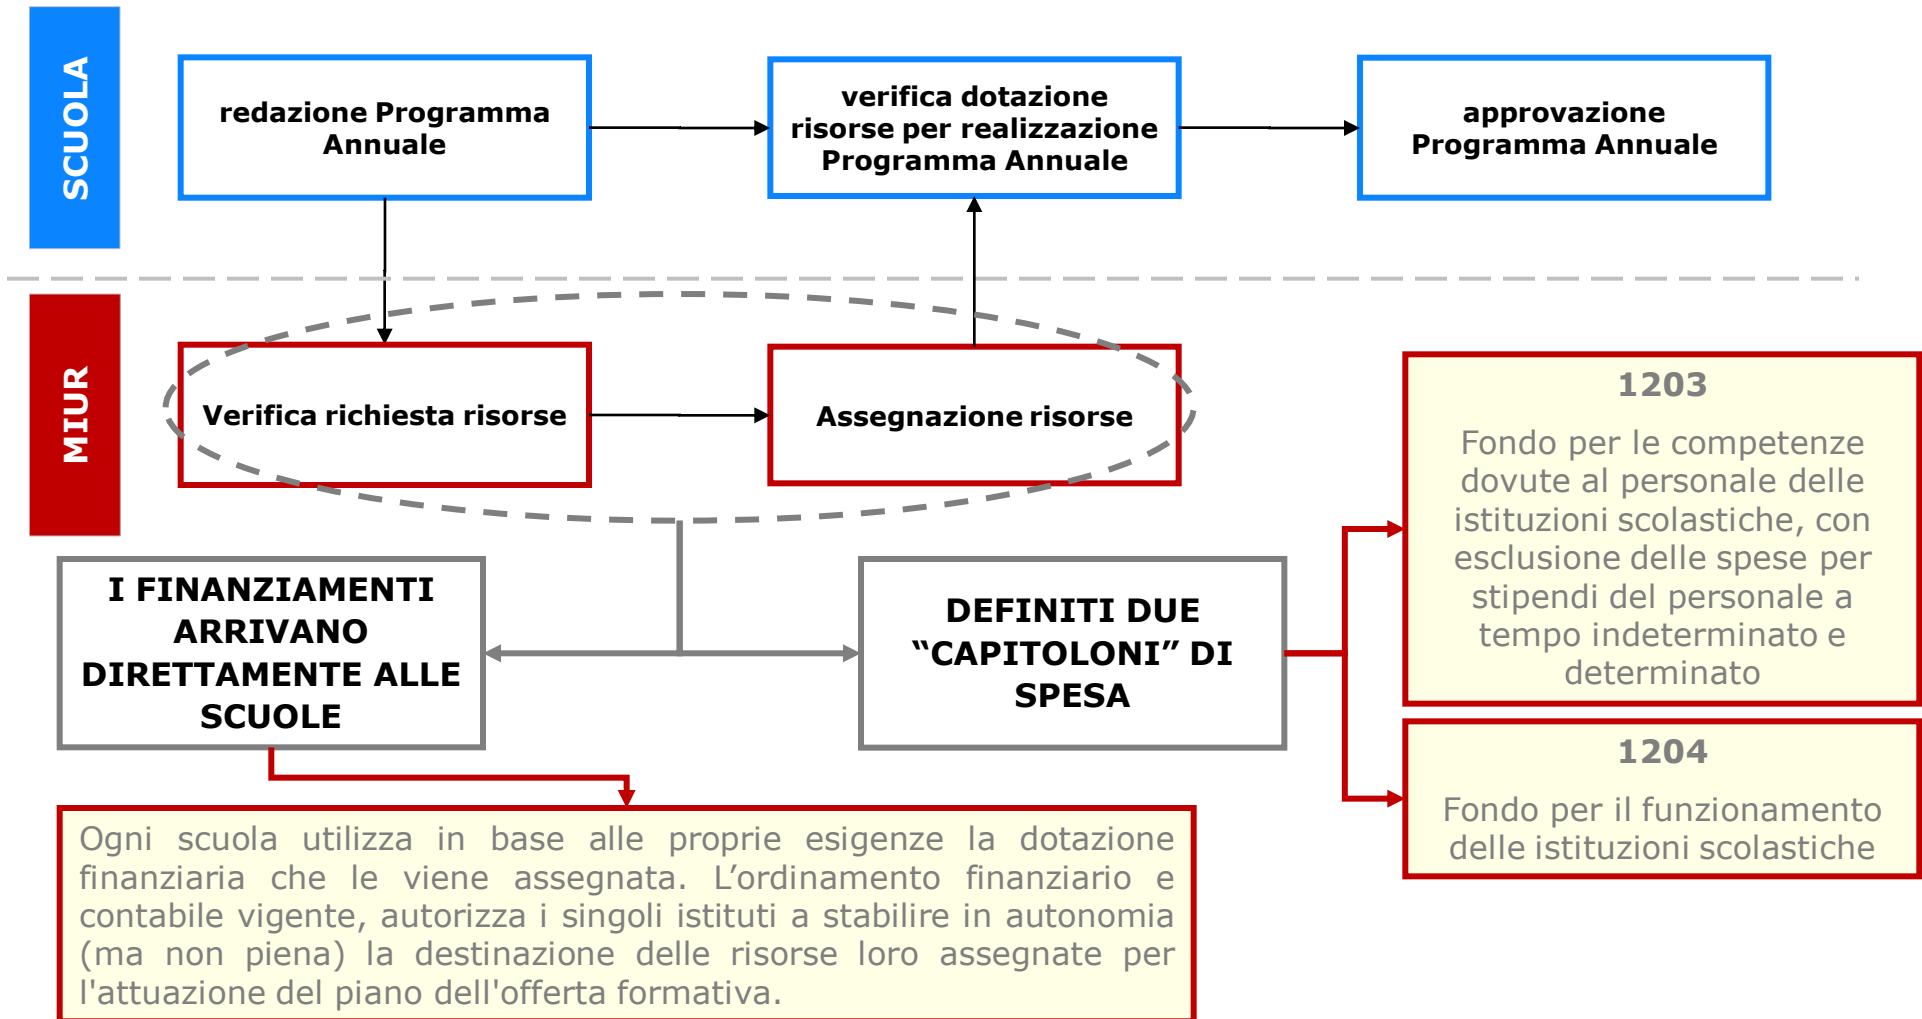 SCUOLA
redazione Programma
Annuale
verifica dotazione
risorse per realizzazione
Programma Annuale
approvazione
Programma Annuale
MIUR
Verifica richiesta risorse
Assegnazione risorse
1203
Fondo per le competenze
dovute al personale delle
istituzioni scolastiche, con
esclusione delle spese per
stipendi del personale a
tempo indeterminato e
determinato
I FINANZIAMENTI
ARRIVANO
DIRETTAMENTE ALLE
SCUOLE
DEFINITI DUE
“CAPITOLONI” DI
SPESA
1204
Fondo per il funzionamento
delle istituzioni scolastiche
Ogni scuola utilizza in base alle proprie esigenze la dotazione
finanziaria che le viene assegnata. L’ordinamento finanziario e
contabile vigente, autorizza i singoli istituti a stabilire in autonomia
(ma non piena) la destinazione delle risorse loro assegnate per
l'attuazione del piano dell'offerta formativa.